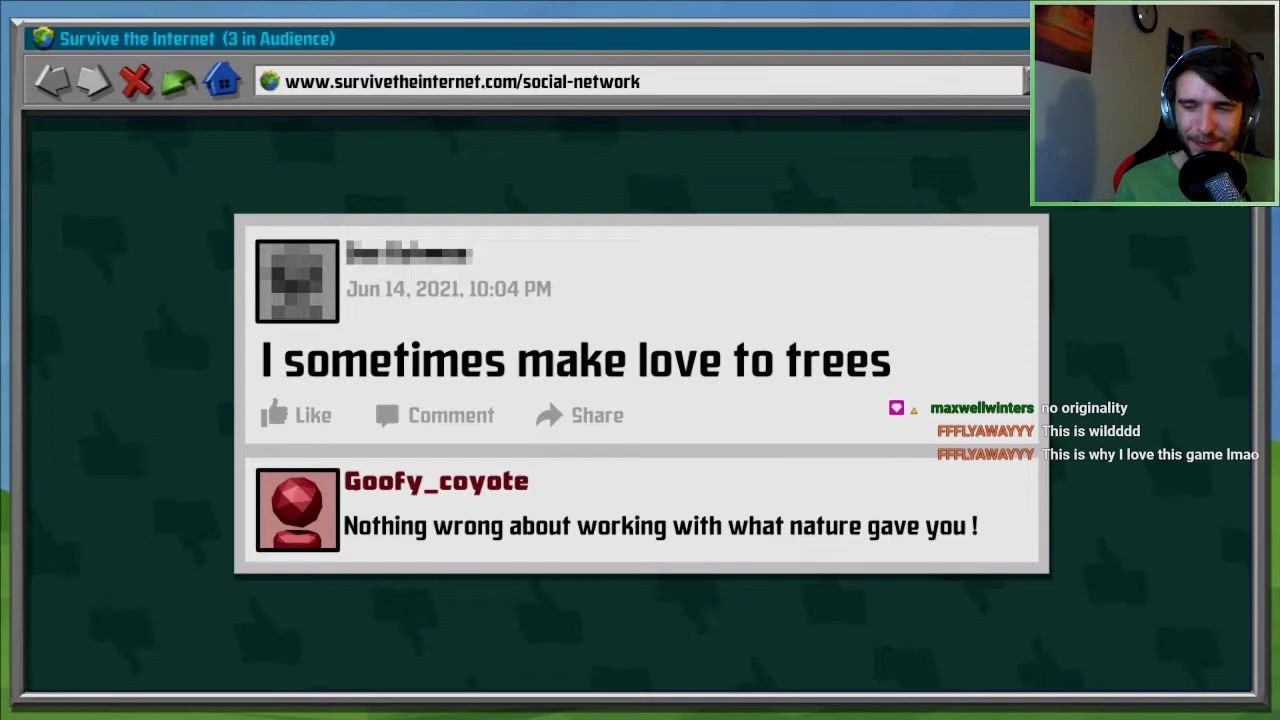 Survive the Internet (3 in Audience)
www.survivetheinternet.com/social-network
Jun 14, 2021, 10:04 PM
I sometimes make love to trees
Like Comment Share
maxwellwinters no originality
FFFLYAWAYYY This is wildddd
FFFLYAWAYYY This is why I love this game lmao
Goofy_coyote
Nothing wrong about working with what nature gave you !